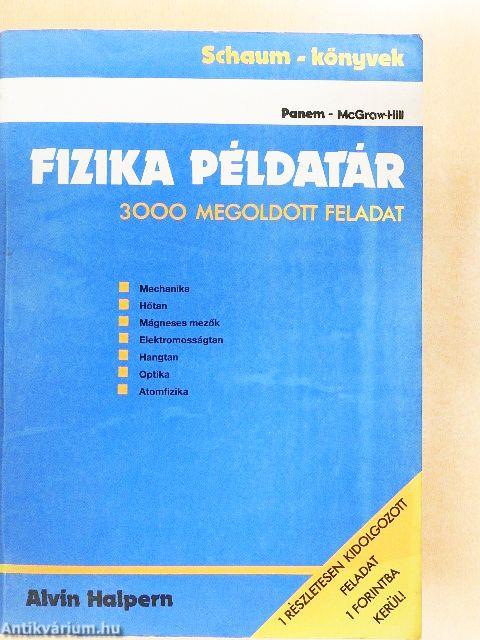 Schaum - könyvek
Panem - McGraw-Hill
FIZIKA PÉLDATÁR
3000 MEGOLDOTT FELADAT
Mechanika
Hőtan
Mágneses mezők
Elektromosságtan
Hangtan
Optika
Atomfizika
1 RÉSZLETESEN KIDOLGOZOTT
FELADAT
1 FORINTBA
KERÜL!
Alvin Halpern
Antikvárium.hu